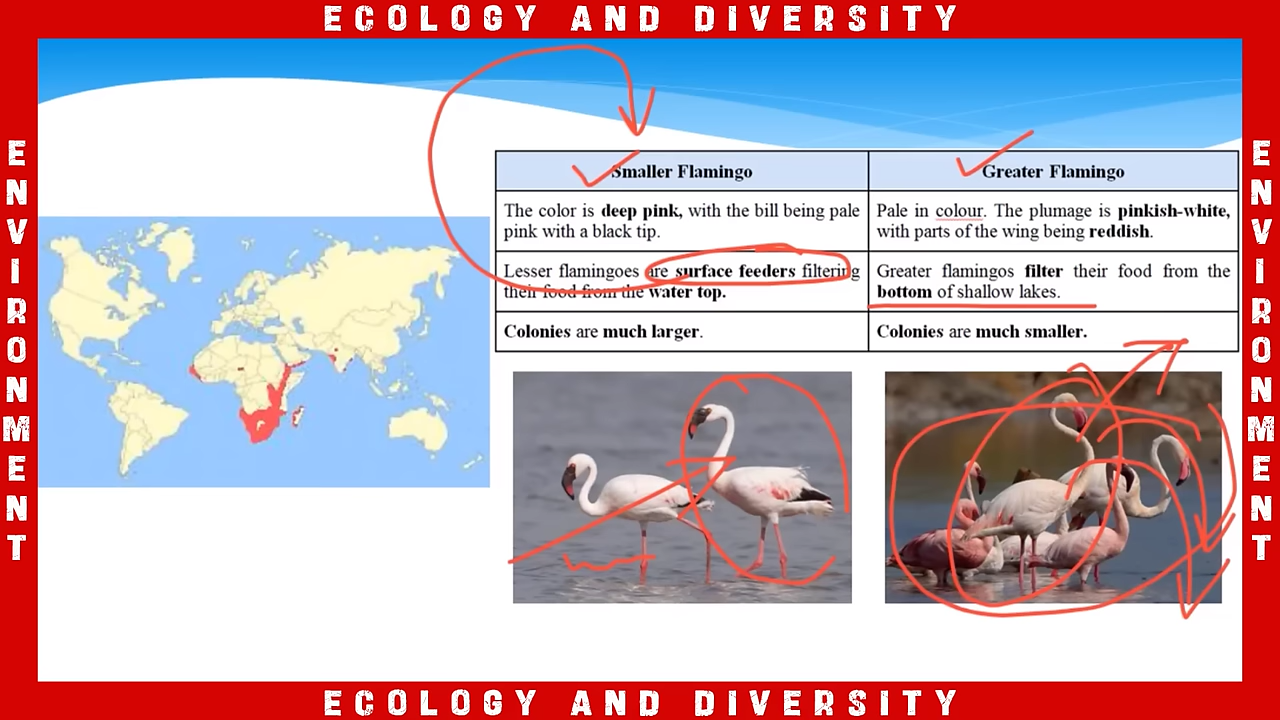 ECOLOGY AND DIVERSITY
ENVIRONMENT
ENVIRONMENT
Smaller Flamingo
Greater Flamingo
The color is deep pink, with the bill being pale
pink with a black tip.
Pale in colour. The plumage is pinkish-white,
with parts of the wing being reddish.
Lesser flamingoes are surface feeders filtering
their food from the water top.
Greater flamingos filter their food from the
bottom of shallow lakes.
Colonies are much larger.
Colonies are much smaller.
ECOLOGY AND DIVERSITY